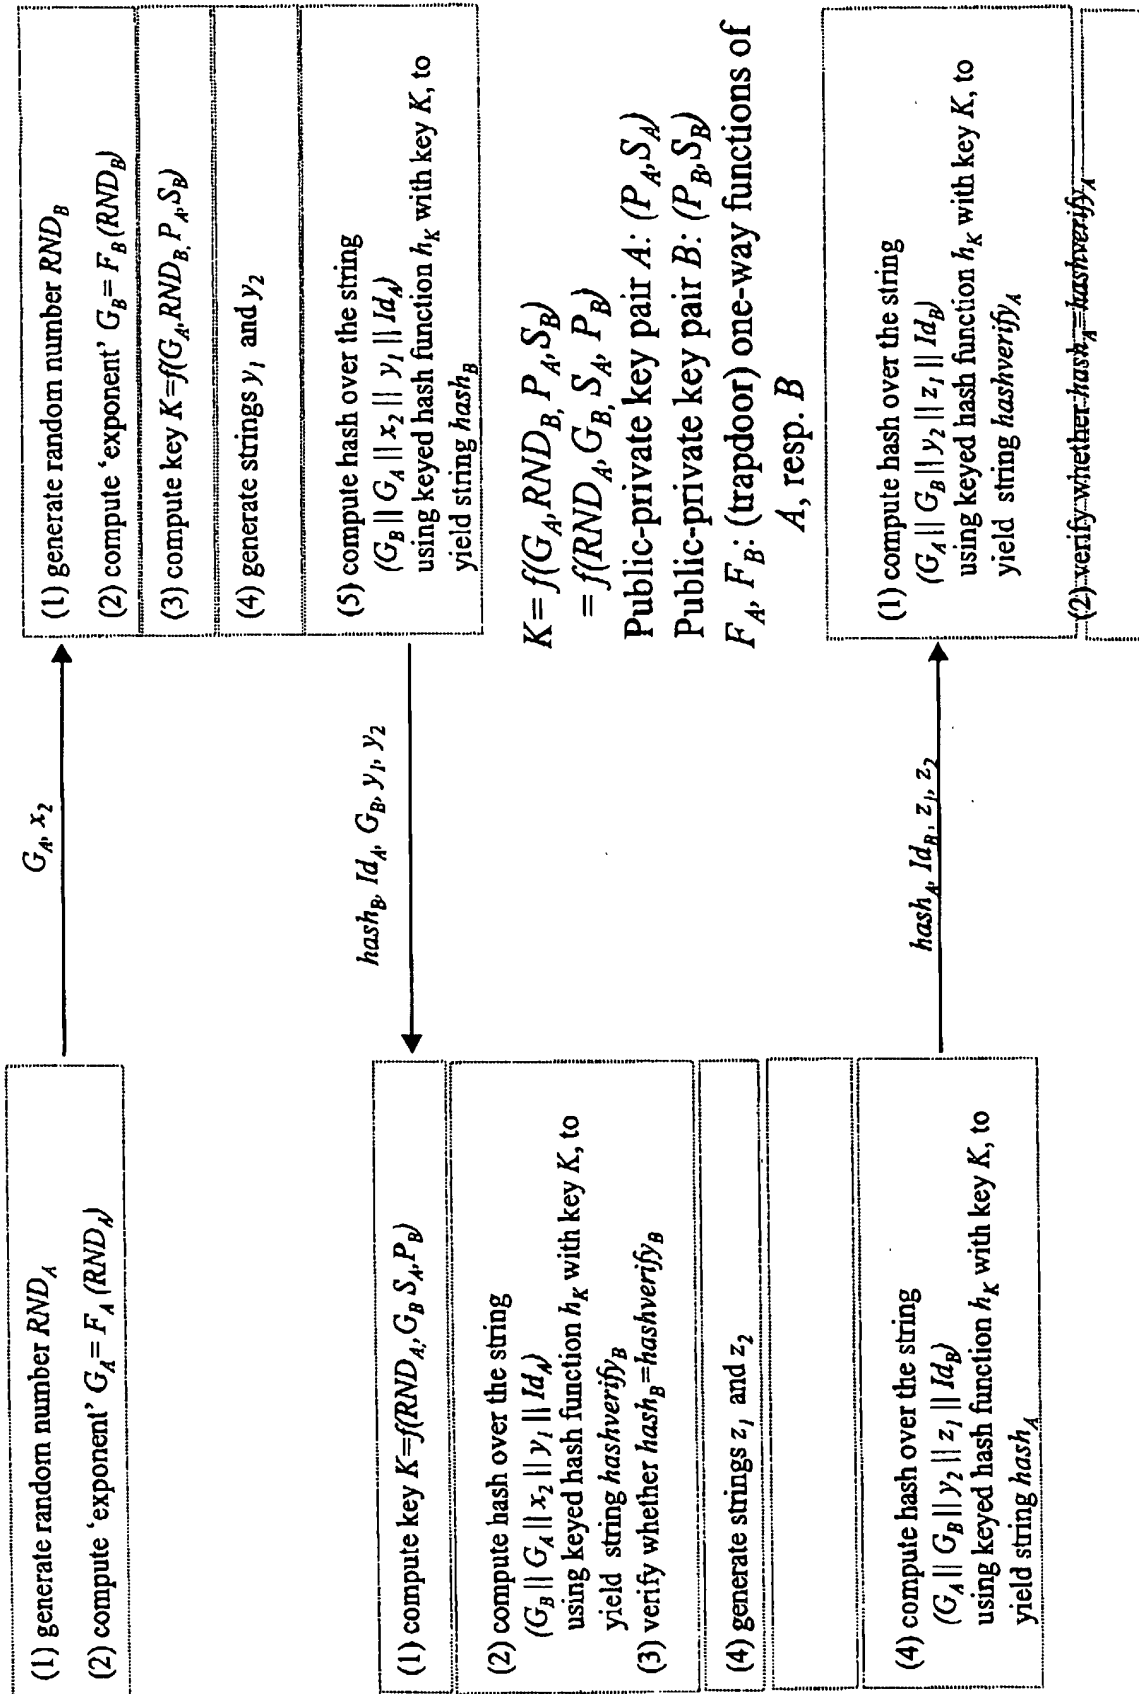 (1) generate random number RND_A
(2) compute ‘exponent’ G_A = F_A (RND_A)
G_A, x_2
(1) generate random number RND_B
(2) compute ‘exponent’ G_B = F_B (RND_B)
(3) compute key K=f(G_A, RND_B, P_A, S_B)
(4) generate strings y_1 and y_2
(5) compute hash over the string
(G_B || G_A || x_2 || y_1 || Id_A)
using keyed hash function h_K with key K, to
yield string hash_B
hash_B, Id_A, G_B, y_1, y_2
(1) compute key K=f(RND_A, G_B S_A, P_B)
(2) compute hash over the string
(G_B || G_A || x_2 || y_1 || Id_A)
using keyed hash function h_K with key K, to
yield string hashverify_B
(3) verify whether hash_B=hashverify_B
(4) generate strings z_1 and z_2
(4) compute hash over the string
(G_A || G_B || y_2 || z_1 || Id_B)
using keyed hash function h_K with key K, to
yield string hash_A
K = f(G_A, RND_B, P_A, S_B)
= f(RND_A, G_B, S_A, P_B)
Public-private key pair A: (P_A, S_A)
Public-private key pair B: (P_B, S_B)
F_A, F_B: (trapdoor) one-way functions of
A, resp. B
hash_A, Id_B, z_1, z_2
(1) compute hash over the string
(G_A || G_B || y_2 || z_1 || Id_B)
using keyed hash function h_K with key K, to
yield string hashverify_A
(2) verify whether hash_A=hashverify_A